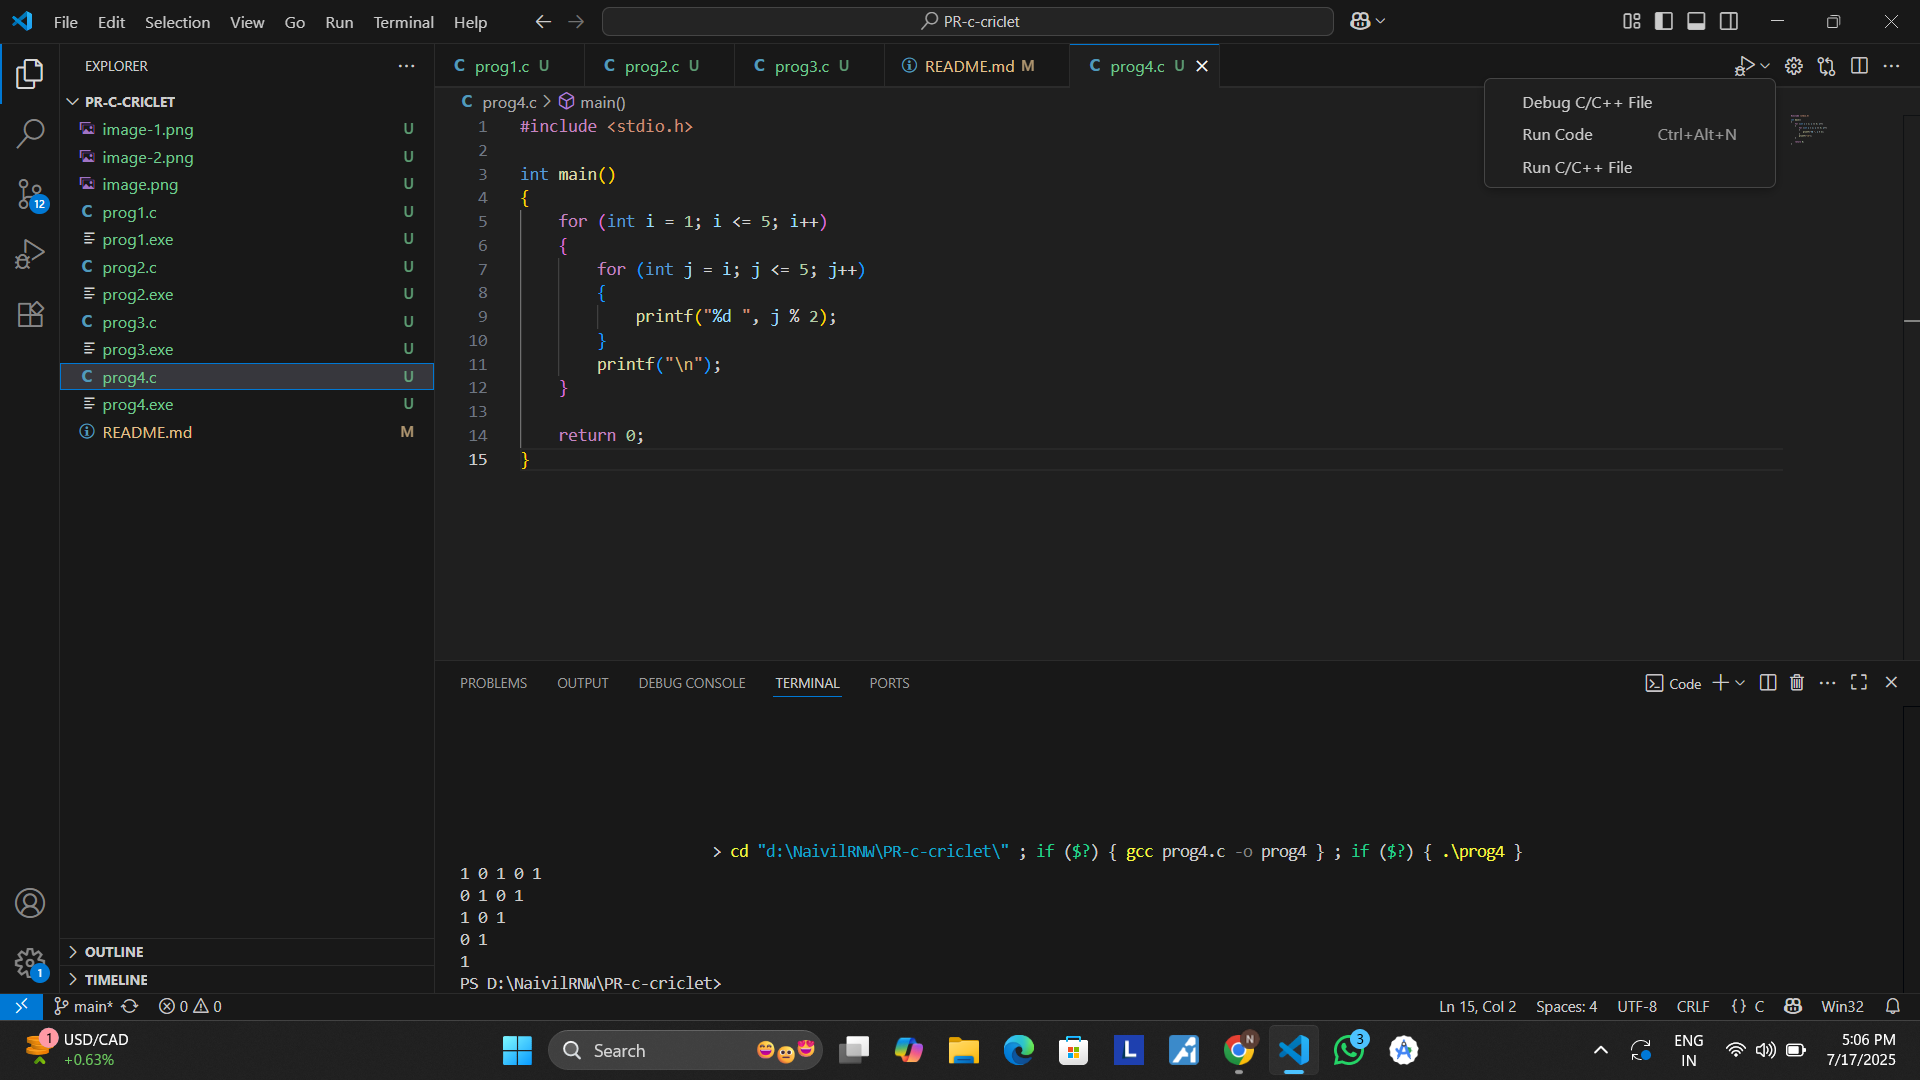 File Edit Selection View Go Run Terminal Help
PR-c-criclet
EXPLORER
PR-C-CRICLET
image-1.png U
image-2.png U
image.png U
prog1.c U
prog1.exe U
prog2.c U
prog2.exe U
prog3.c U
prog3.exe U
prog4.c U
prog4.exe U
README.md M
OUTLINE
TIMELINE
12
1
C prog1.c U
C prog2.c U
C prog3.c U
README.md M
C prog4.c U
C prog4.c > main()
Debug C/C++ File
Run Code Ctrl+Alt+N
Run C/C++ File
1 #include <stdio.h>
2
3 int main()
4 {
5     for (int i = 1; i <= 5; i++)
6     {
7         for (int j = i; j <= 5; j++)
8         {
9             printf("%d ", j % 2);
10         }
11         printf("\n");
12     }
13
14     return 0;
15 }
PROBLEMS OUTPUT DEBUG CONSOLE TERMINAL PORTS
Code
> cd "d:\NaivilRNW\PR-c-criclet\" ; if ($?) { gcc prog4.c -o prog4 } ; if ($?) { .\prog4 }
1 0 1 0 1
0 1 0 1
1 0 1
0 1
1
PS D:\NaivilRNW\PR-c-criclet>
main* 0 0
Ln 15, Col 2 Spaces: 4 UTF-8 CRLF {} C Win32
1 USD/CAD
+0.63%
Search
L
N
3
ENG
IN
5:06 PM
7/17/2025